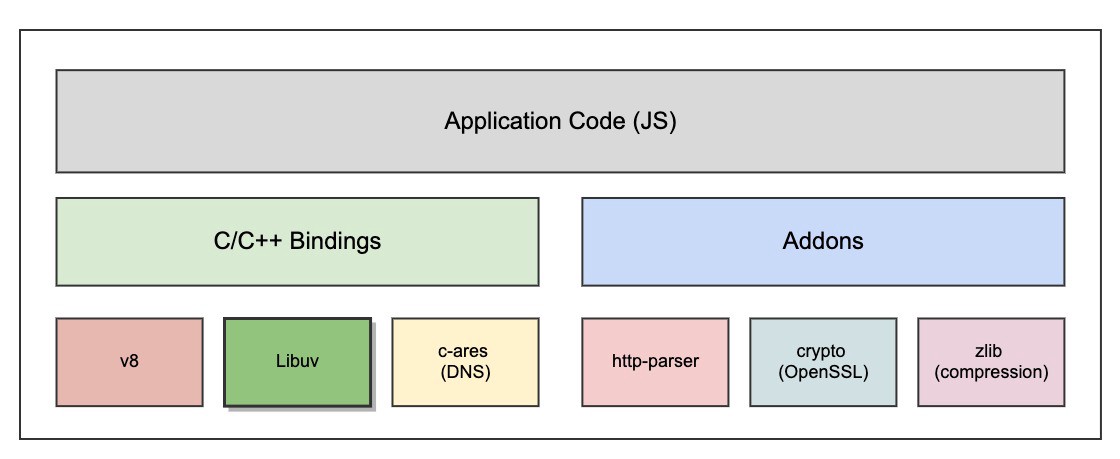 Application Code (JS)
C/C++ Bindings
Addons
v8
Libuv
c-ares
(DNS)
http-parser
crypto
(OpenSSL)
zlib
(compression)